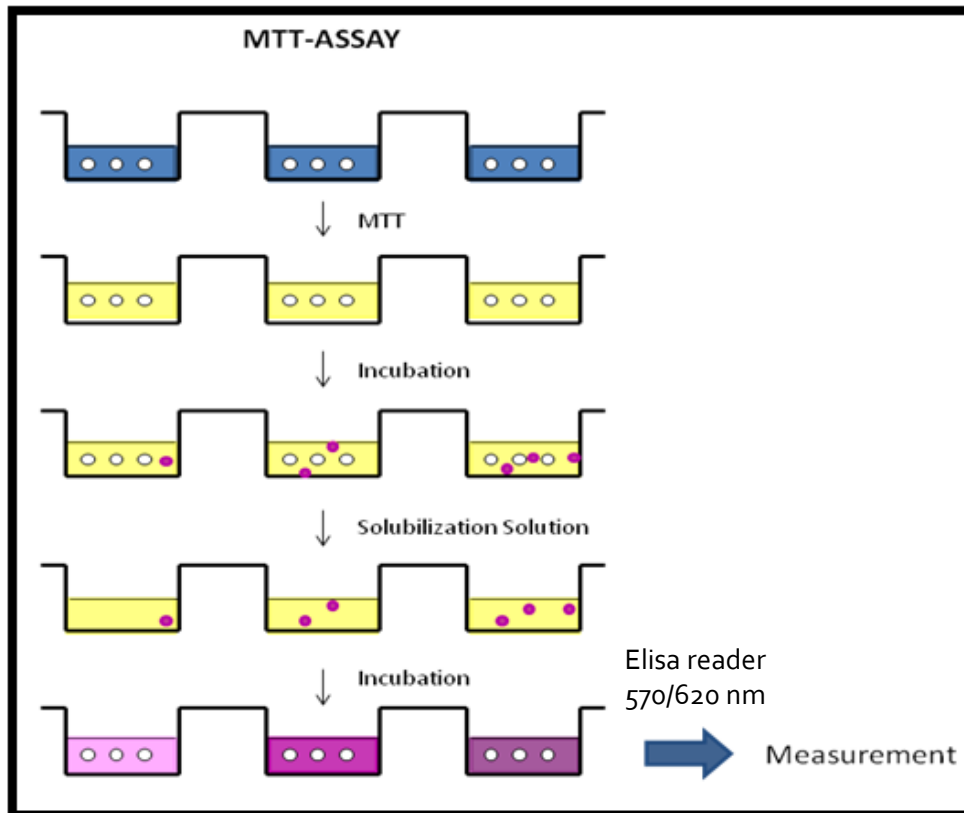 MTT-ASSAY
MTT
Incubation
Solubilization Solution
Incubation
Elisa reader
570/620 nm
Measurement